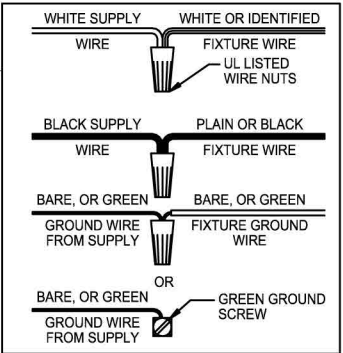 WHITE SUPPLY WIRE
WHITE OR IDENTIFIED FIXTURE WIRE
UL LISTED
WIRE NUTS
BLACK SUPPLY WIRE
PLAIN OR BLACK FIXTURE WIRE
BARE, OR GREEN
GROUND WIRE
FROM SUPPLY
BARE, OR GREEN
FIXTURE GROUND
WIRE
OR
BARE, OR GREEN
GROUND WIRE
FROM SUPPLY
GREEN GROUND
SCREW